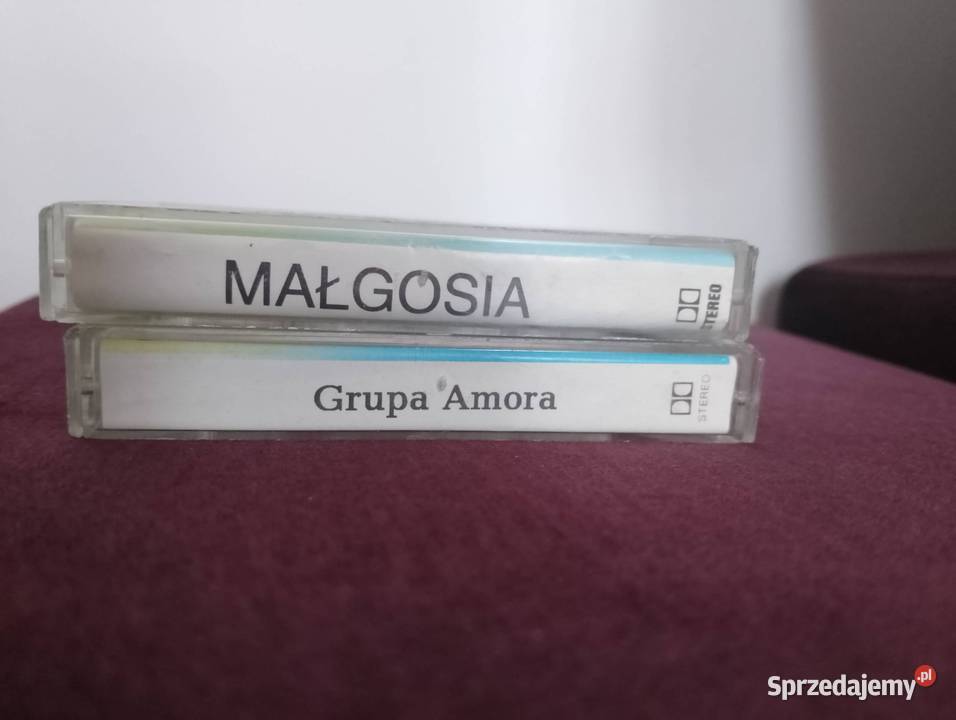 MAŁGOSIA
STEREO
Grupa Amora
STEREO
Sprzedajemy.pl